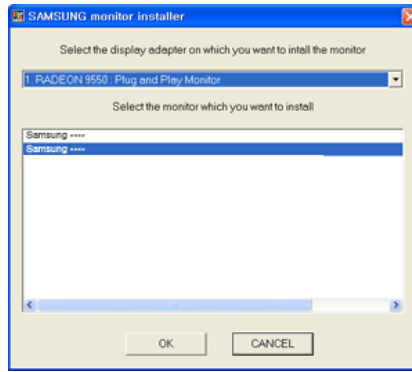 SAMSUNG monitor installer
Select the display adapter on which you want to intall the monitor
1. RADEON 9550 : Plug and Play Monitor
Select the monitor which you want to install
Samsung ----
Samsung ----
OK
CANCEL